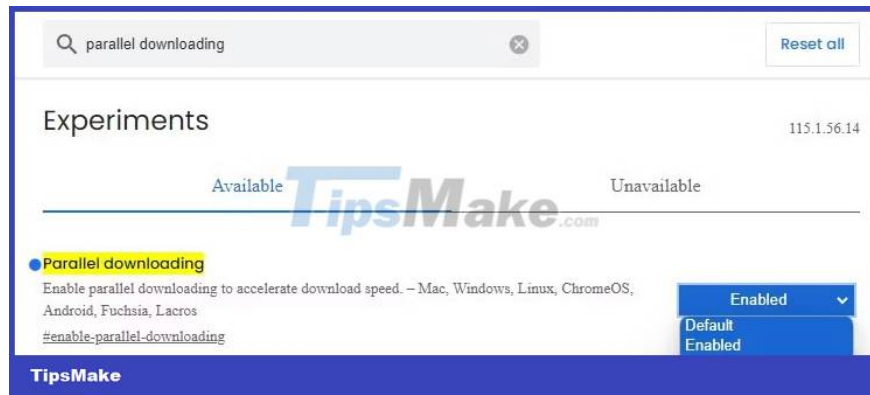 parallel downloading
Reset all
Experiments
115.1.56.14
Available
Unavailable
TipsMake.com
Parallel downloading
Enable parallel downloading to accelerate download speed. – Mac, Windows, Linux, ChromeOS,
Android, Fuchsia, Lacros
#enable-parallel-downloading
Enabled
Default
Enabled
TipsMake